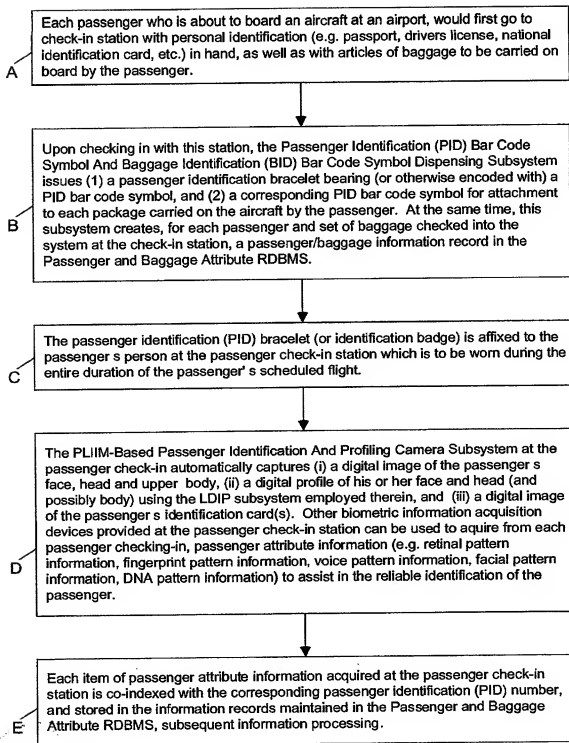 Each passenger who is about to board an aircraft at an airport, would first go to
check-in station with personal identification (e.g. passport, drivers license, national
identification card, etc.) in hand, as well as with articles of baggage to be carried on
board by the passenger.
A
Upon checking in with this station, the Passenger Identification (PID) Bar Code
Symbol And Baggage Identification (BID) Bar Code Symbol Dispensing Subsystem
issues (1) a passenger identification bracelet bearing (or otherwise encoded with) a
PID bar code symbol, and (2) a corresponding PID bar code symbol for attachment
to each package carried on the aircraft by the passenger. At the same time, this
subsystem creates, for each passenger and set of baggage checked into the
system at the check-in station, a passenger/baggage information record in the
Passenger and Baggage Attribute RDBMS.
B
The passenger identification (PID) bracelet (or identification badge) is affixed to the
passenger s person at the passenger check-in station which is to be worn during the
entire duration of the passenger' s scheduled flight.
C
The PLIIM-Based Passenger Identification And Profiling Camera Subsystem at the
passenger check-in automatically captures (i) a digital image of the passenger s
face, head and upper body, (ii) a digital profile of his or her face and head (and
possibly body) using the LDIP subsystem employed therein, and (iii) a digital image
of the passenger s identification card(s). Other biometric information acquisition
devices provided at the passenger check-in station can be used to aquire from each
passenger checking-in, passenger attribute information (e.g. retinal pattern
information, fingerprint pattern information, voice pattern information, facial pattern
information, DNA pattern information) to assist in the reliable identification of the
passenger.
D
Each item of passenger attribute information acquired at the passenger check-in
station is co-indexed with the corresponding passenger identification (PID) number,
and stored in the information records maintained in the Passenger and Baggage
Attribute RDBMS, subsequent information processing.
E